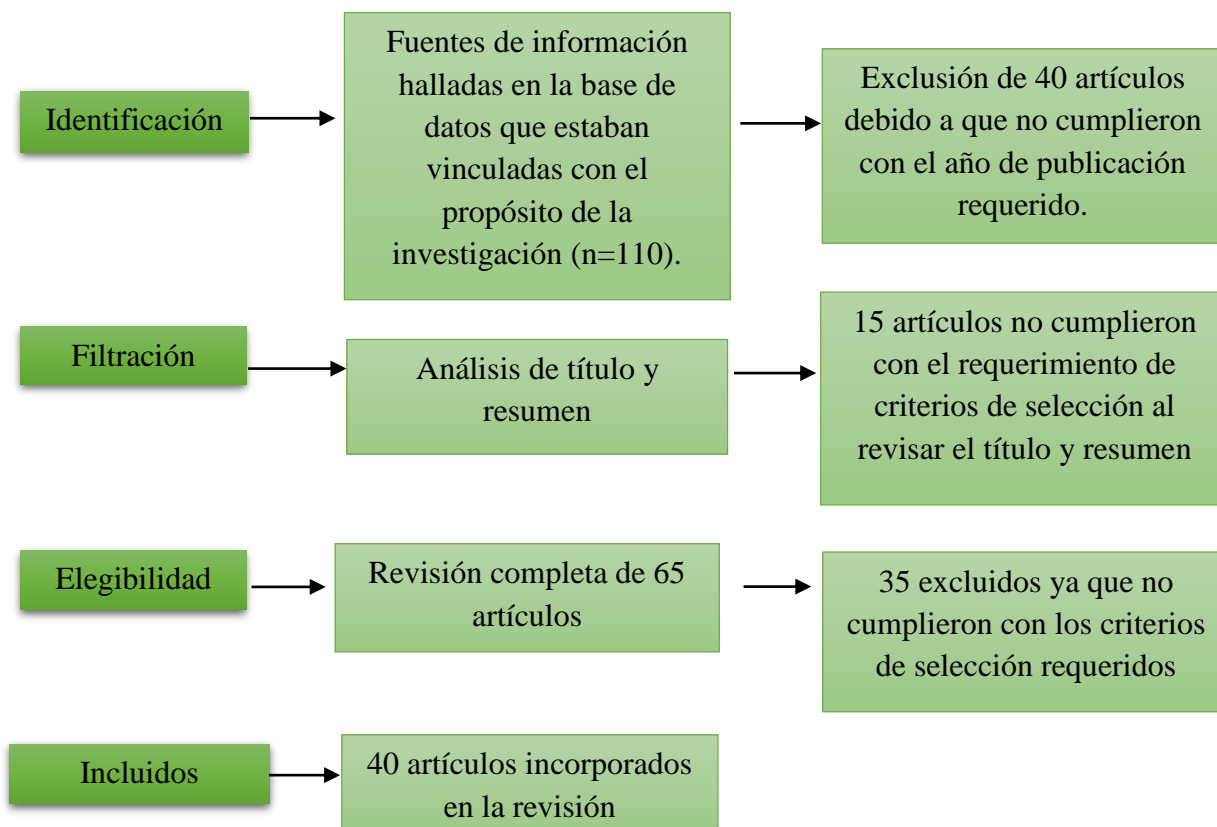 Identificación
Fuentes de información
halladas en la base de
datos que estaban
vinculadas con el
propósito de la
investigación (n=110).
Exclusión de 40 artículos
debido a que no cumplieron
con el año de publicación
requerido.
Filtración
Análisis de título y
resumen
15 artículos no cumplieron
con el requerimiento de
criterios de selección al
revisar el título y resumen
Elegibilidad
Revisión completa de 65
artículos
35 excluidos ya que no
cumplieron con los criterios
de selección requeridos
Incluidos
40 artículos incorporados
en la revisión